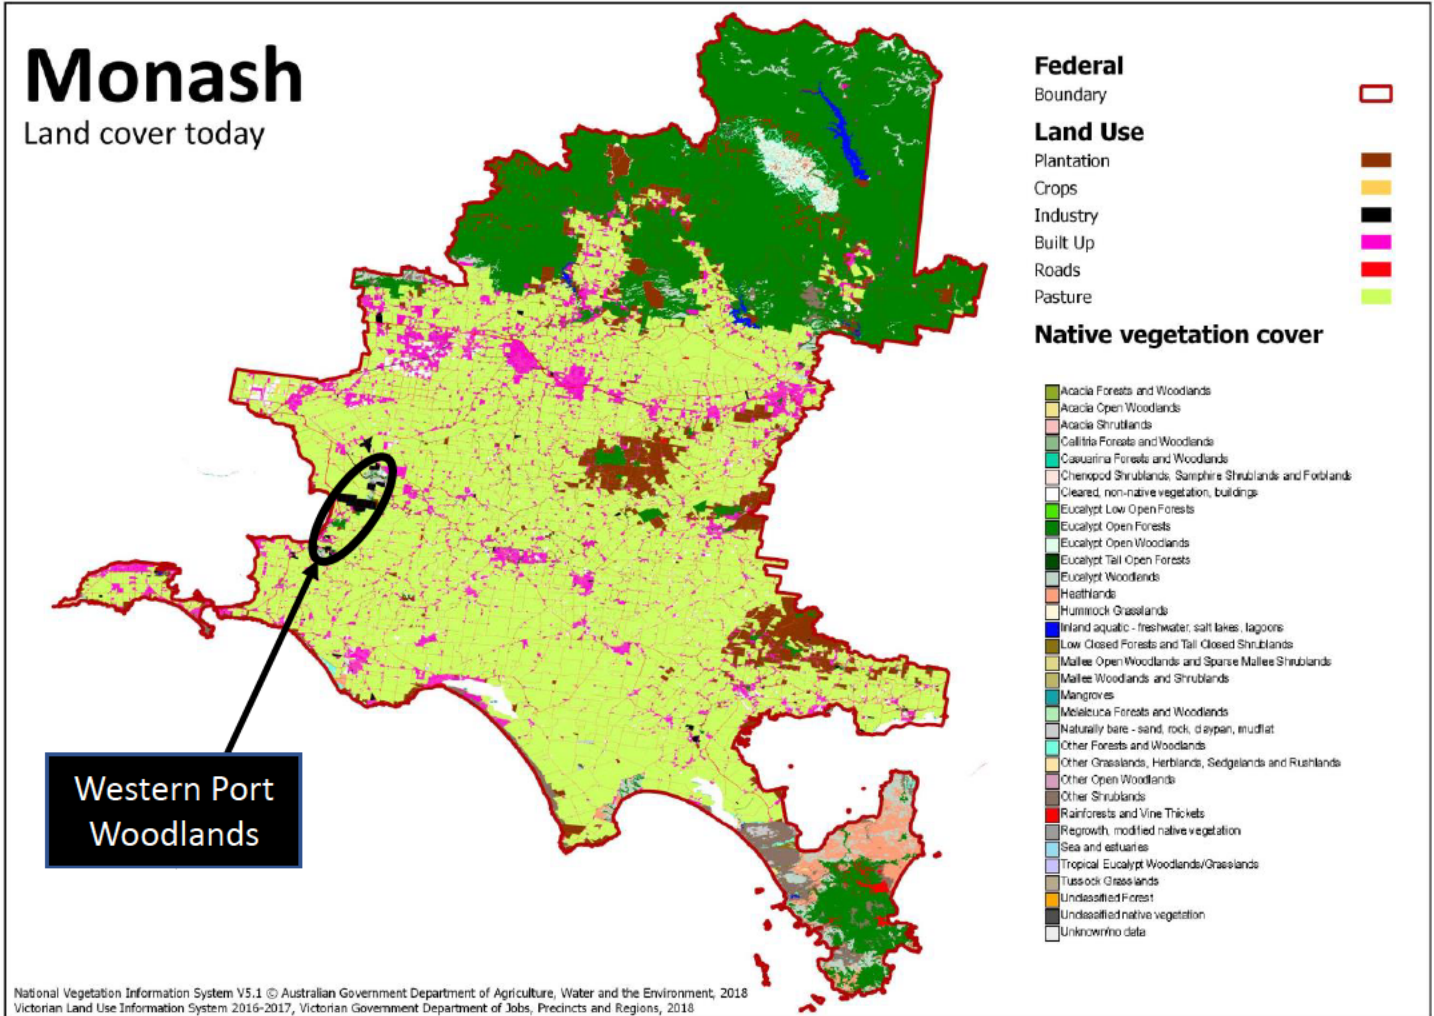 Monash
Land cover today
Federal
Boundary
Land Use
Plantation
Crops
Industry
Built Up
Roads
Pasture
Native vegetation cover
Acacia Forests and Woodlands
Acacia Open Woodlands
Acacia Shrublands
Callitris Forests and Woodlands
Casuarina Forests and Woodlands
Chenopod Shrublands, Samphire Shrublands and Forblands
Cleared, non-native vegetation, buildings
Eucalypt Low Open Forests
Eucalypt Open Forests
Eucalypt Open Woodlands
Eucalypt Tall Open Forests
Eucalypt Woodlands
Heathlands
Hummock Grasslands
Inland aquatic - freshwater, salt lakes, lagoons
Low Closed Forests and Tall Closed Shrublands
Mallee Open Woodlands and Sparse Mallee Shrublands
Mallee Woodlands and Shrublands
Mangroves
Melaleuca Forests and Woodlands
Naturally bare - sand, rock, claypan, mudflat
Other Forests and Woodlands
Other Grasslands, Herblands, Sedgelands and Rushlands
Other Open Woodlands
Other Shrublands
Rainforests and Vine Thickets
Regrowth, modified native vegetation
Sea and estuaries
Tropical Eucalypt Woodlands/Grasslands
Tussock Grasslands
Unclassified Forest
Unclassified native vegetation
Unknown/no data
Western Port
Woodlands
National Vegetation Information System V5.1 © Australian Government Department of Agriculture, Water and the Environment, 2018
Victorian Land Use Information System 2016-2017, Victorian Government Department of Jobs, Precincts and Regions, 2018